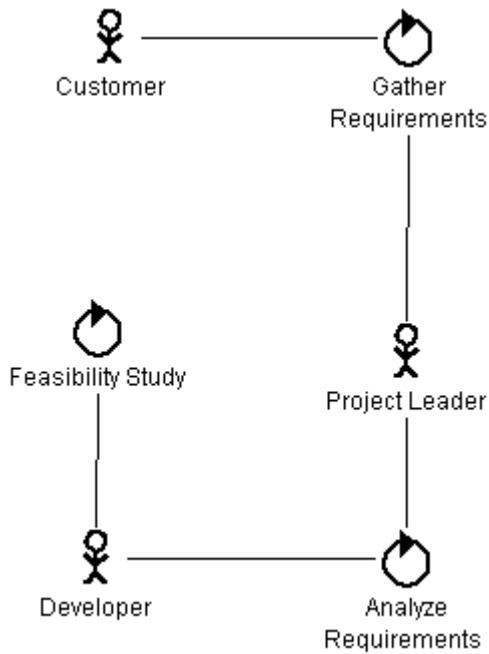 Customer
Gather
Requirements
Feasibility Study
Project Leader
Developer
Analyze
Requirements